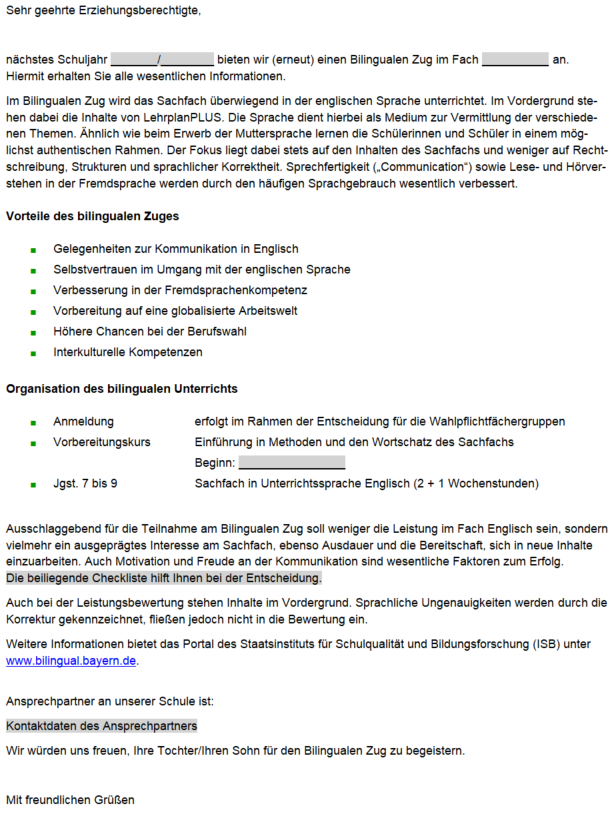 Sehr geehrte Erziehungsberechtigte,
nächstes Schuljahr _______/________ bieten wir (erneut) einen Bilingualen Zug im Fach __________ an.
Hiermit erhalten Sie alle wesentlichen Informationen.
Im Bilingualen Zug wird das Sachfach überwiegend in der englischen Sprache unterrichtet. Im Vordergrund ste-
hen dabei die Inhalte von LehrplanPLUS. Die Sprache dient hierbei als Medium zur Vermittlung der verschiede-
nen Themen. Ähnlich wie beim Erwerb der Muttersprache lernen die Schülerinnen und Schüler in einem mög-
lichst authentischen Rahmen. Der Fokus liegt dabei stets auf den Inhalten des Sachfachs und weniger auf Recht-
schreibung, Strukturen und sprachlicher Korrektheit. Sprechfertigkeit („Communication“) sowie Lese- und Hörver-
stehen in der Fremdsprache werden durch den häufigen Sprachgebrauch wesentlich verbessert.
Vorteile des bilingualen Zuges
Gelegenheiten zur Kommunikation in Englisch
Selbstvertrauen im Umgang mit der englischen Sprache
Verbesserung in der Fremdsprachenkompetenz
Vorbereitung auf eine globalisierte Arbeitswelt
Höhere Chancen bei der Berufswahl
Interkulturelle Kompetenzen
Organisation des bilingualen Unterrichts
Anmeldung erfolgt im Rahmen der Entscheidung für die Wahlpflichtfächergruppen
Vorbereitungskurs Einführung in Methoden und den Wortschatz des Sachfachs
Beginn: ________________
Jgst. 7 bis 9 Sachfach in Unterrichtssprache Englisch (2 + 1 Wochenstunden)
Ausschlaggebend für die Teilnahme am Bilingualen Zug soll weniger die Leistung im Fach Englisch sein, sondern
vielmehr ein ausgeprägtes Interesse am Sachfach, ebenso Ausdauer und die Bereitschaft, sich in neue Inhalte
einzuarbeiten. Auch Motivation und Freude an der Kommunikation sind wesentliche Faktoren zum Erfolg.
Die beiliegende Checkliste hilft Ihnen bei der Entscheidung.
Auch bei der Leistungsbewertung stehen Inhalte im Vordergrund. Sprachliche Ungenauigkeiten werden durch die
Korrektur gekennzeichnet, fließen jedoch nicht in die Bewertung ein.
Weitere Informationen bietet das Portal des Staatsinstituts für Schulqualität und Bildungsforschung (ISB) unter
www.bilingual.bayern.de.
Ansprechpartner an unserer Schule ist:
Kontaktdaten des Ansprechpartners
Wir würden uns freuen, Ihre Tochter/Ihren Sohn für den Bilingualen Zug zu begeistern.
Mit freundlichen Grüßen